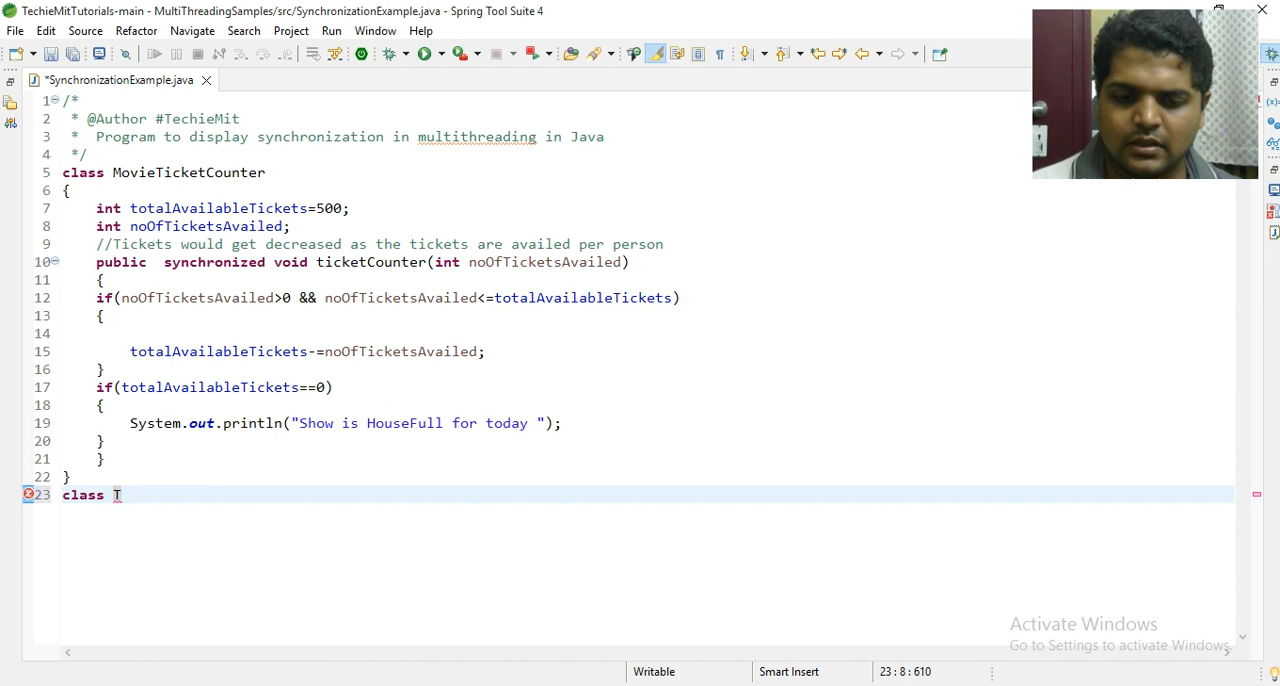 TechieMitTutorials-main - MultiThreadingSamples/src/SynchronizationExample.java - Spring Tool Suite 4
File Edit Source Refactor Navigate Search Project Run Window Help
*SynchronizationExample.java
1 /*
2 * @Author #TechieMit
3 * Program to display synchronization in multithreading in Java
4 */
5 class MovieTicketCounter
6 {
7 int totalAvailableTickets=500;
8 int noOfTicketsAvailed;
9 //Tickets would get decreased as the tickets are availed per person
10 public  synchronized void ticketCounter(int noOfTicketsAvailed)
11 {
12 if(noOfTicketsAvailed>0 && noOfTicketsAvailed<=totalAvailableTickets)
13 {
14
15 totalAvailableTickets-=noOfTicketsAvailed;
16 }
17 if(totalAvailableTickets==0)
18 {
19 System.out.println("Show is HouseFull for today ");
20 }
21 }
22 }
23 class T
Activate Windows
Go to Settings to activate Windows.
Writable Smart Insert 23 : 8 : 610